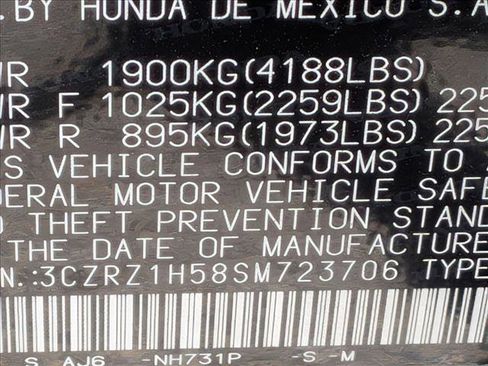 .BY HONDA DE MEXICO S.A
WR 1900KG(4188LBS)
WR F 1025KG(2259LBS) 225
WR R 895KG(1973LBS) 225
S VEHICLE CONFORMS TO
DERAL MOTOR VEHICLE SAFE
D THEFT PREVENTION STAND
THE DATE OF MANUFACTURE
N.:3CZRZ1H58SM723706 TYPE
S AJ6 -NH731P -S -M